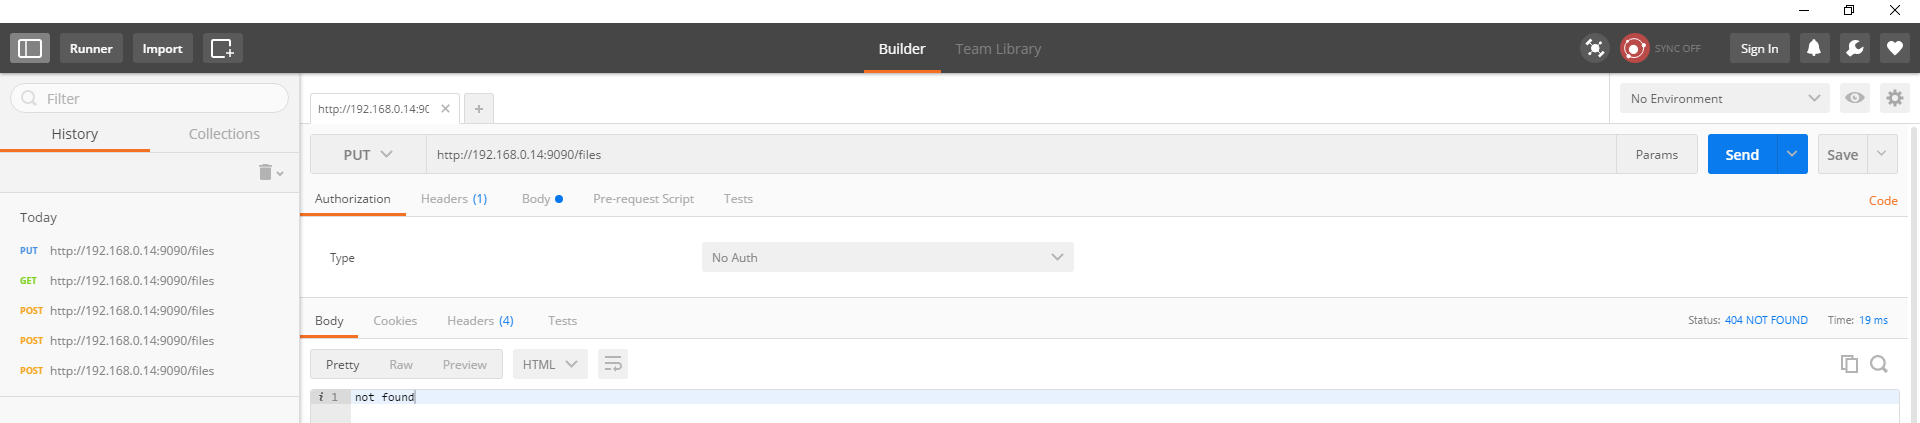 Runner Import Builder Team Library SYNC OFF Sign In
Filter
http://192.168.0.14:90 No Environment
History Collections
PUT http://192.168.0.14:9090/files Params Send Save
Authorization Headers (1) Body Pre-request Script Tests Code
Today
PUT http://192.168.0.14:9090/files
Type No Auth
GET http://192.168.0.14:9090/files
POST http://192.168.0.14:9090/files
Body Cookies Headers (4) Tests Status: 404 NOT FOUND Time: 19 ms
POST http://192.168.0.14:9090/files
Pretty Raw Preview HTML
POST http://192.168.0.14:9090/files
i 1 not found